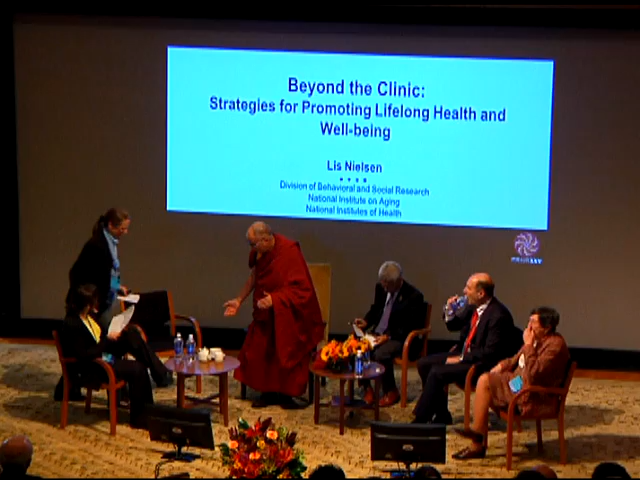 Beyond the Clinic:
Strategies for Promoting Lifelong Health and
Well-being
Lis Nielsen
Division of Behavioral and Social Research
National Institute on Aging
National Institutes of Health